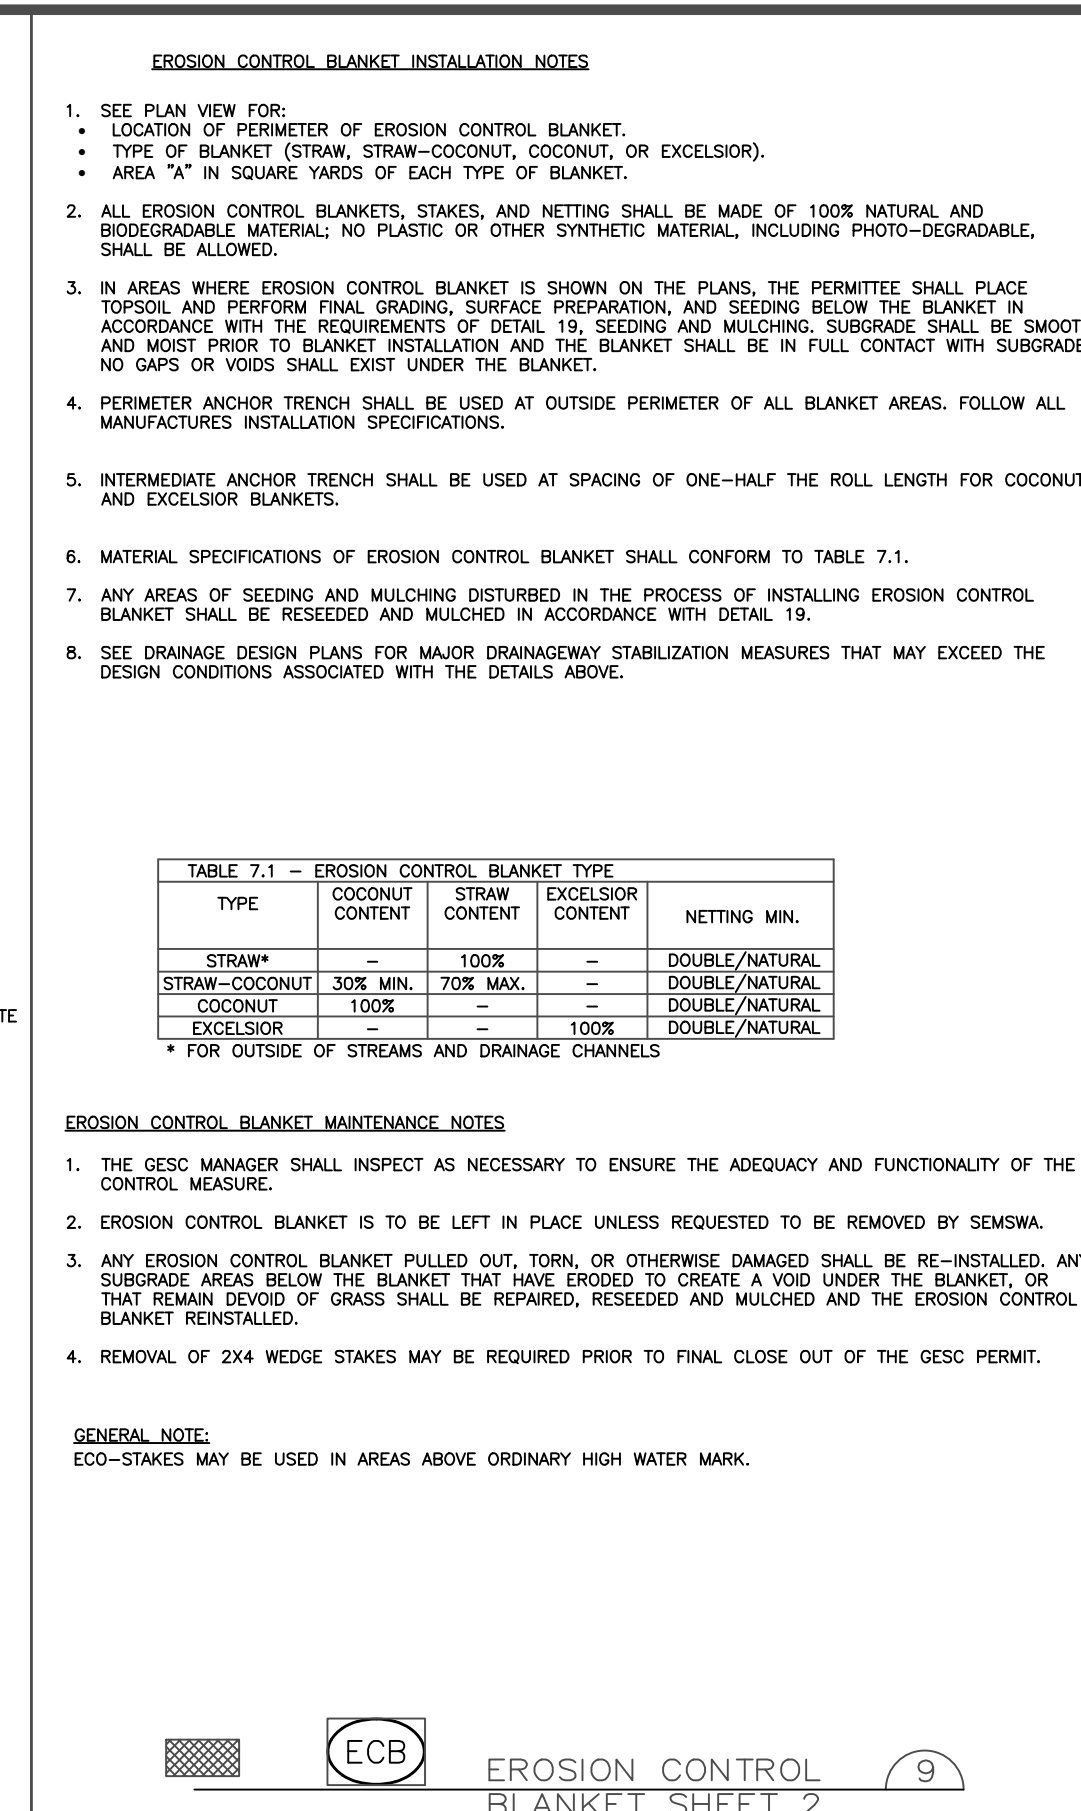 EROSION CONTROL BLANKET INSTALLATION NOTES
1. SEE PLAN VIEW FOR:
• LOCATION OF PERIMETER OF EROSION CONTROL BLANKET.
• TYPE OF BLANKET (STRAW, STRAW-COCONUT, COCONUT, OR EXCELSIOR).
• AREA "A" IN SQUARE YARDS OF EACH TYPE OF BLANKET.
2. ALL EROSION CONTROL BLANKETS, STAKES, AND NETTING SHALL BE MADE OF 100% NATURAL AND
BIODEGRADABLE MATERIAL; NO PLASTIC OR OTHER SYNTHETIC MATERIAL, INCLUDING PHOTO-DEGRADABLE,
SHALL BE ALLOWED.
3. IN AREAS WHERE EROSION CONTROL BLANKET IS SHOWN ON THE PLANS, THE PERMITTEE SHALL PLACE
TOPSOIL AND PERFORM FINAL GRADING, SURFACE PREPARATION, AND SEEDING BELOW THE BLANKET IN
ACCORDANCE WITH THE REQUIREMENTS OF DETAIL 19, SEEDING AND MULCHING. SUBGRADE SHALL BE SMOOT
AND MOIST PRIOR TO BLANKET INSTALLATION AND THE BLANKET SHALL BE IN FULL CONTACT WITH SUBGRADE
NO GAPS OR VOIDS SHALL EXIST UNDER THE BLANKET.
4. PERIMETER ANCHOR TRENCH SHALL BE USED AT OUTSIDE PERIMETER OF ALL BLANKET AREAS. FOLLOW ALL
MANUFACTURES INSTALLATION SPECIFICATIONS.
5. INTERMEDIATE ANCHOR TRENCH SHALL BE USED AT SPACING OF ONE-HALF THE ROLL LENGTH FOR COCONUT
AND EXCELSIOR BLANKETS.
6. MATERIAL SPECIFICATIONS OF EROSION CONTROL BLANKET SHALL CONFORM TO TABLE 7.1.
7. ANY AREAS OF SEEDING AND MULCHING DISTURBED IN THE PROCESS OF INSTALLING EROSION CONTROL
BLANKET SHALL BE RESEEDED AND MULCHED IN ACCORDANCE WITH DETAIL 19.
8. SEE DRAINAGE DESIGN PLANS FOR MAJOR DRAINAGEWAY STABILIZATION MEASURES THAT MAY EXCEED THE
DESIGN CONDITIONS ASSOCIATED WITH THE DETAILS ABOVE.
TABLE 7.1 - EROSION CONTROL BLANKET TYPE
TYPE COCONUT CONTENT STRAW CONTENT EXCELSIOR CONTENT NETTING MIN.
STRAW* - 100% - DOUBLE/NATURAL
STRAW-COCONUT 30% MIN. 70% MAX. - DOUBLE/NATURAL
COCONUT 100% - - DOUBLE/NATURAL
EXCELSIOR - - 100% DOUBLE/NATURAL
* FOR OUTSIDE OF STREAMS AND DRAINAGE CHANNELS
TE
EROSION CONTROL BLANKET MAINTENANCE NOTES
1. THE GESC MANAGER SHALL INSPECT AS NECESSARY TO ENSURE THE ADEQUACY AND FUNCTIONALITY OF THE
CONTROL MEASURE.
2. EROSION CONTROL BLANKET IS TO BE LEFT IN PLACE UNLESS REQUESTED TO BE REMOVED BY SEMSWA.
3. ANY EROSION CONTROL BLANKET PULLED OUT, TORN, OR OTHERWISE DAMAGED SHALL BE RE-INSTALLED. ANY
SUBGRADE AREAS BELOW THE BLANKET THAT HAVE ERODED TO CREATE A VOID UNDER THE BLANKET, OR
THAT REMAIN DEVOID OF GRASS SHALL BE REPAIRED, RESEEDED AND MULCHED AND THE EROSION CONTROL
BLANKET REINSTALLED.
4. REMOVAL OF 2X4 WEDGE STAKES MAY BE REQUIRED PRIOR TO FINAL CLOSE OUT OF THE GESC PERMIT.
GENERAL NOTE:
ECO-STAKES MAY BE USED IN AREAS ABOVE ORDINARY HIGH WATER MARK.
ECB
EROSION CONTROL
BLANKET SHEET 2
9